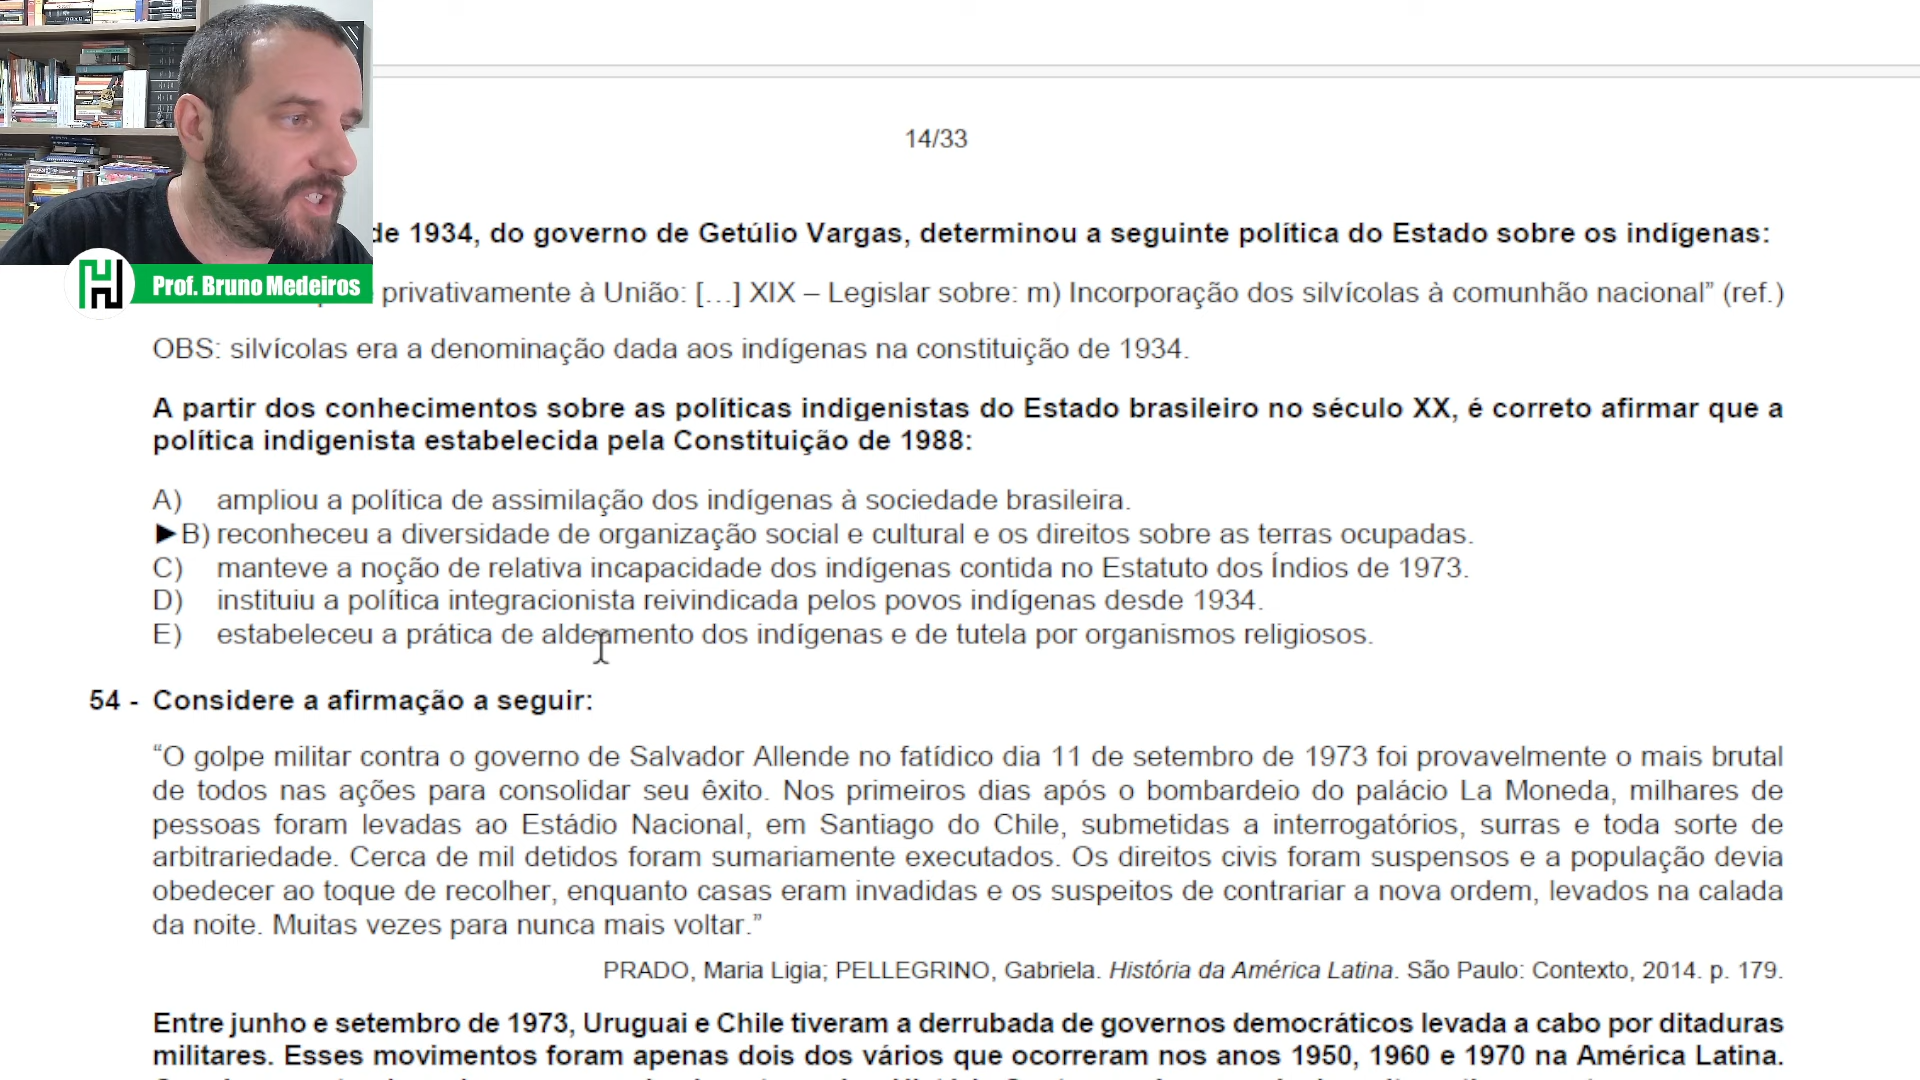 14/33
de 1934, do governo de Getúlio Vargas, determinou a seguinte política do Estado sobre os indígenas:
Prof. Bruno Medeiros
privativamente à União: [...] XIX – Legislar sobre: m) Incorporação dos silvícolas à comunhão nacional” (ref.)
OBS: silvícolas era a denominação dada aos indígenas na constituição de 1934.
A partir dos conhecimentos sobre as políticas indigenistas do Estado brasileiro no século XX, é correto afirmar que a
política indigenista estabelecida pela Constituição de 1988:
A) ampliou a política de assimilação dos indígenas à sociedade brasileira.
►B) reconheceu a diversidade de organização social e cultural e os direitos sobre as terras ocupadas.
C) manteve a noção de relativa incapacidade dos indígenas contida no Estatuto dos Índios de 1973.
D) instituiu a política integracionista reivindicada pelos povos indígenas desde 1934.
E) estabeleceu a prática de aldeamento dos indígenas e de tutela por organismos religiosos.
54 - Considere a afirmação a seguir:
“O golpe militar contra o governo de Salvador Allende no fatídico dia 11 de setembro de 1973 foi provavelmente o mais brutal
de todos nas ações para consolidar seu êxito. Nos primeiros dias após o bombardeio do palácio La Moneda, milhares de
pessoas foram levadas ao Estádio Nacional, em Santiago do Chile, submetidas a interrogatórios, surras e toda sorte de
arbitrariedade. Cerca de mil detidos foram sumariamente executados. Os direitos civis foram suspensos e a população devia
obedecer ao toque de recolher, enquanto casas eram invadidas e os suspeitos de contrariar a nova ordem, levados na calada
da noite. Muitas vezes para nunca mais voltar.”
PRADO, Maria Ligia; PELLEGRINO, Gabriela. História da América Latina. São Paulo: Contexto, 2014. p. 179.
Entre junho e setembro de 1973, Uruguai e Chile tiveram a derrubada de governos democráticos levada a cabo por ditaduras
militares. Esses movimentos foram apenas dois dos vários que ocorreram nos anos 1950, 1960 e 1970 na América Latina.